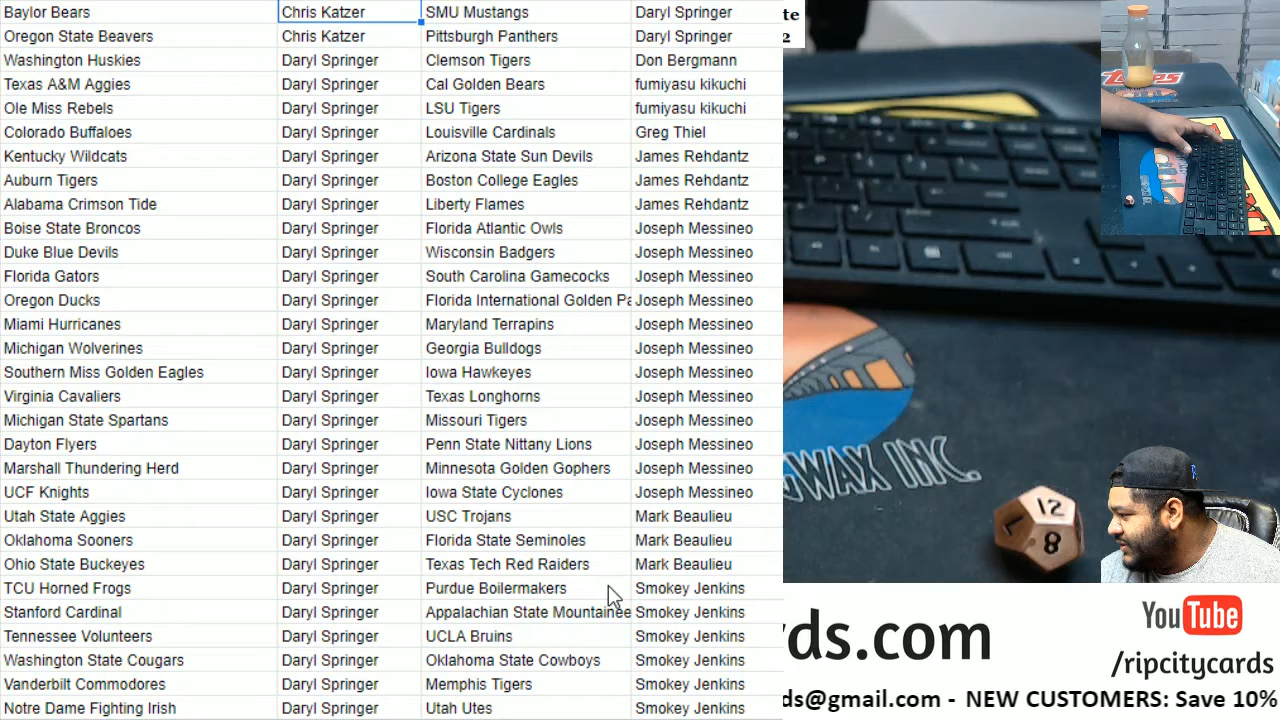 Baylor Bears Chris Katzer SMU Mustangs Daryl Springer
Oregon State Beavers Chris Katzer Pittsburgh Panthers Daryl Springer
Washington Huskies Daryl Springer Clemson Tigers Don Bergmann
Texas A&M Aggies Daryl Springer Cal Golden Bears fumiyasu kikuchi
Ole Miss Rebels Daryl Springer LSU Tigers fumiyasu kikuchi
Colorado Buffaloes Daryl Springer Louisville Cardinals Greg Thiel
Kentucky Wildcats Daryl Springer Arizona State Sun Devils James Rehdantz
Auburn Tigers Daryl Springer Boston College Eagles James Rehdantz
Alabama Crimson Tide Daryl Springer Liberty Flames James Rehdantz
Boise State Broncos Daryl Springer Florida Atlantic Owls Joseph Messineo
Duke Blue Devils Daryl Springer Wisconsin Badgers Joseph Messineo
Florida Gators Daryl Springer South Carolina Gamecocks Joseph Messineo
Oregon Ducks Daryl Springer Florida International Golden Pa Joseph Messineo
Miami Hurricanes Daryl Springer Maryland Terrapins Joseph Messineo
Michigan Wolverines Daryl Springer Georgia Bulldogs Joseph Messineo
Southern Miss Golden Eagles Daryl Springer Iowa Hawkeyes Joseph Messineo
Virginia Cavaliers Daryl Springer Texas Longhorns Joseph Messineo
Michigan State Spartans Daryl Springer Missouri Tigers Joseph Messineo
Dayton Flyers Daryl Springer Penn State Nittany Lions Joseph Messineo
Marshall Thundering Herd Daryl Springer Minnesota Golden Gophers Joseph Messineo
UCF Knights Daryl Springer Iowa State Cyclones Joseph Messineo
Utah State Aggies Daryl Springer USC Trojans Mark Beaulieu
Oklahoma Sooners Daryl Springer Florida State Seminoles Mark Beaulieu
Ohio State Buckeyes Daryl Springer Texas Tech Red Raiders Mark Beaulieu
TCU Horned Frogs Daryl Springer Purdue Boilermakers Smokey Jenkins
Stanford Cardinal Daryl Springer Appalachian State Mountainee Smokey Jenkins
Tennessee Volunteers Daryl Springer UCLA Bruins Smokey Jenkins
Washington State Cougars Daryl Springer Oklahoma State Cowboys Smokey Jenkins
Vanderbilt Commodores Daryl Springer Memphis Tigers Smokey Jenkins
Notre Dame Fighting Irish Daryl Springer Utah Utes Smokey Jenkins
te
2
Topps
GWAX INC.
12
8
ds.com
YouTube
/ripcitycards
ds@gmail.com - NEW CUSTOMERS: Save 10%